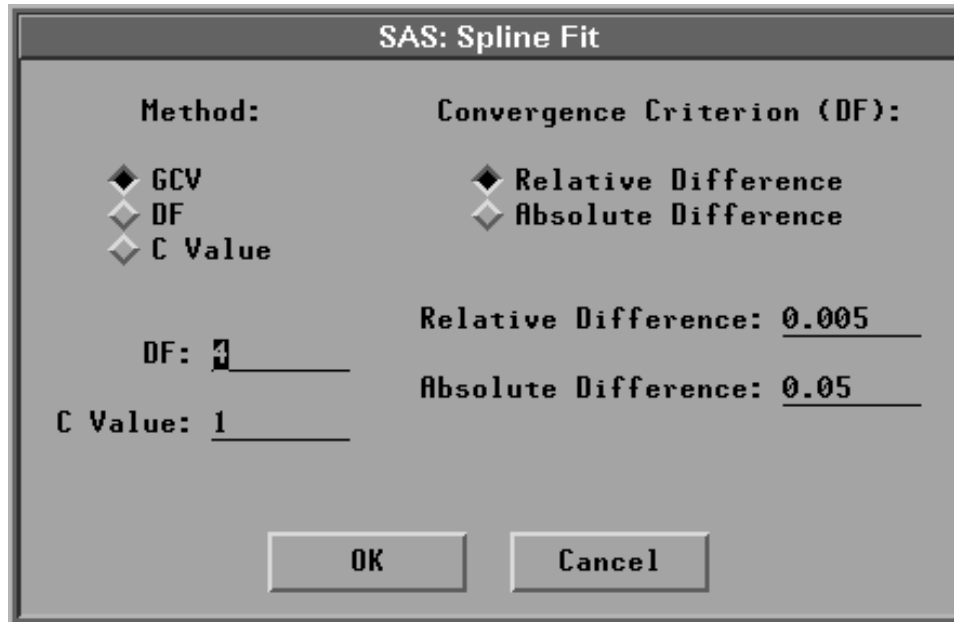 SAS: Spline Fit
Method:
GCV
DF
C Value
DF: 4
C Value: 1
Convergence Criterion (DF):
Relative Difference
Absolute Difference
Relative Difference: 0.005
Absolute Difference: 0.05
OK
Cancel